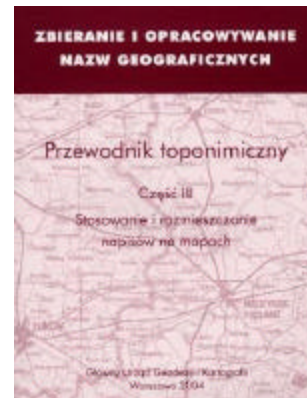 ZBIERANIE I OPRACOWYWANIE
NAZW GEOGRAFICZNYCH
Przewodnik toponimiczny
Część III
Stosowanie i rozmieszczanie
napisów na mapach
Główny Urząd Geodezji i Kartografii
Warszawa 2004